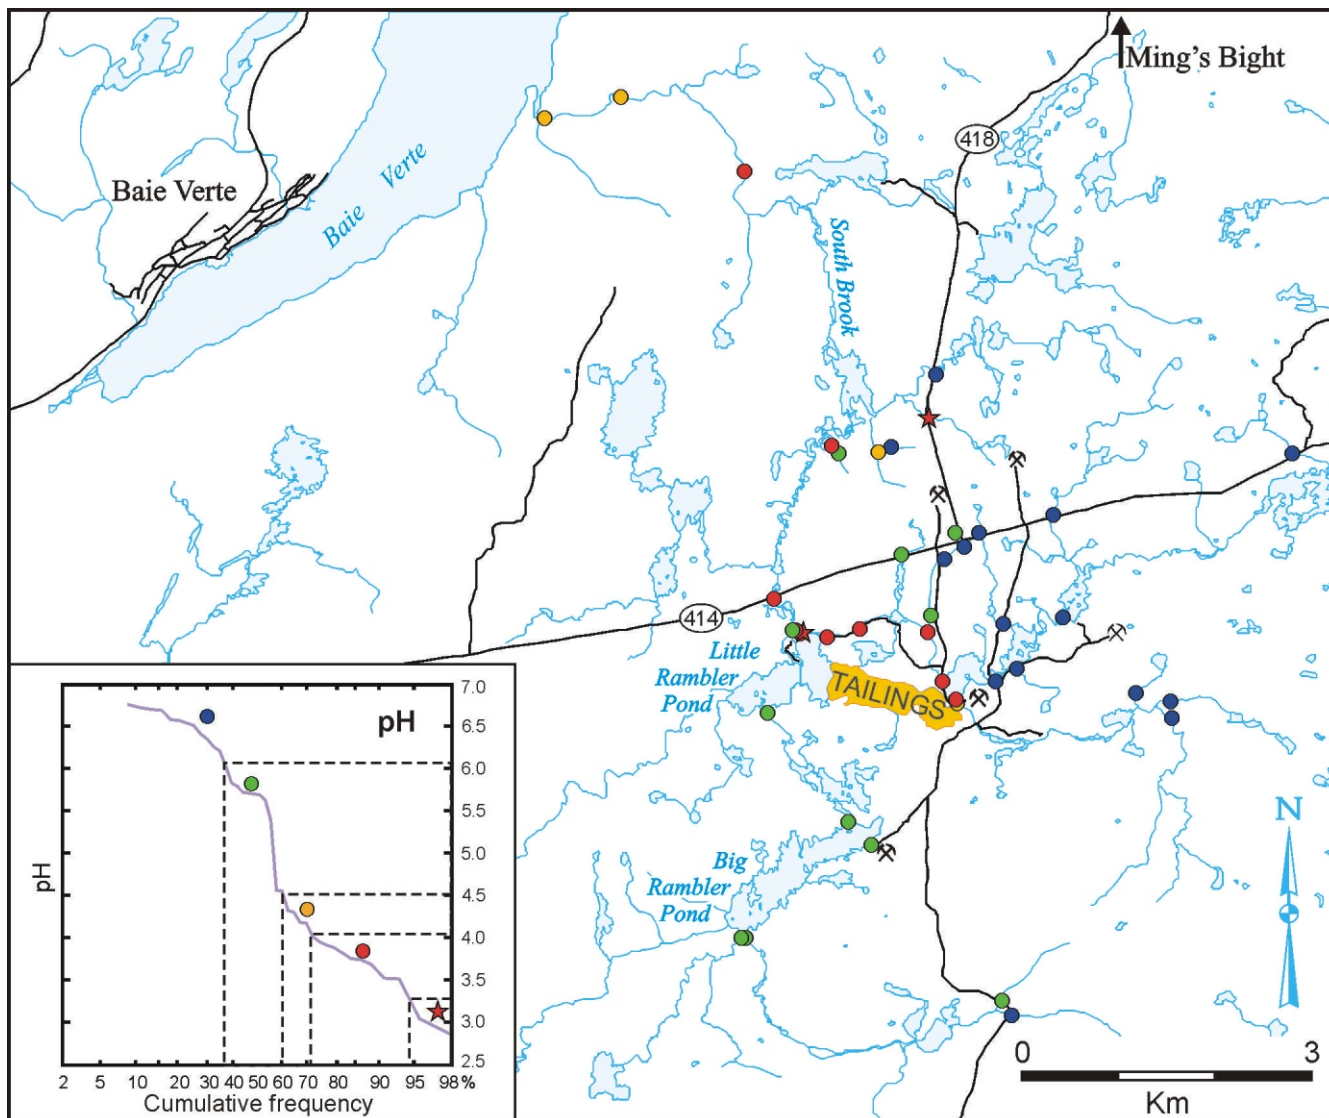 Ming's Bight
418
Baie Verte
Baie Verte
South Brook
414
Little
Rambler
Pond
TAILINGS
Big
Rambler
Pond
N
0 3
Km
pH
pH
7.0
6.5
6.0
5.5
5.0
4.5
4.0
3.5
3.0
2.5
2 5 10 20 30 40 50 60 70 80 90 95 98 %
Cumulative frequency